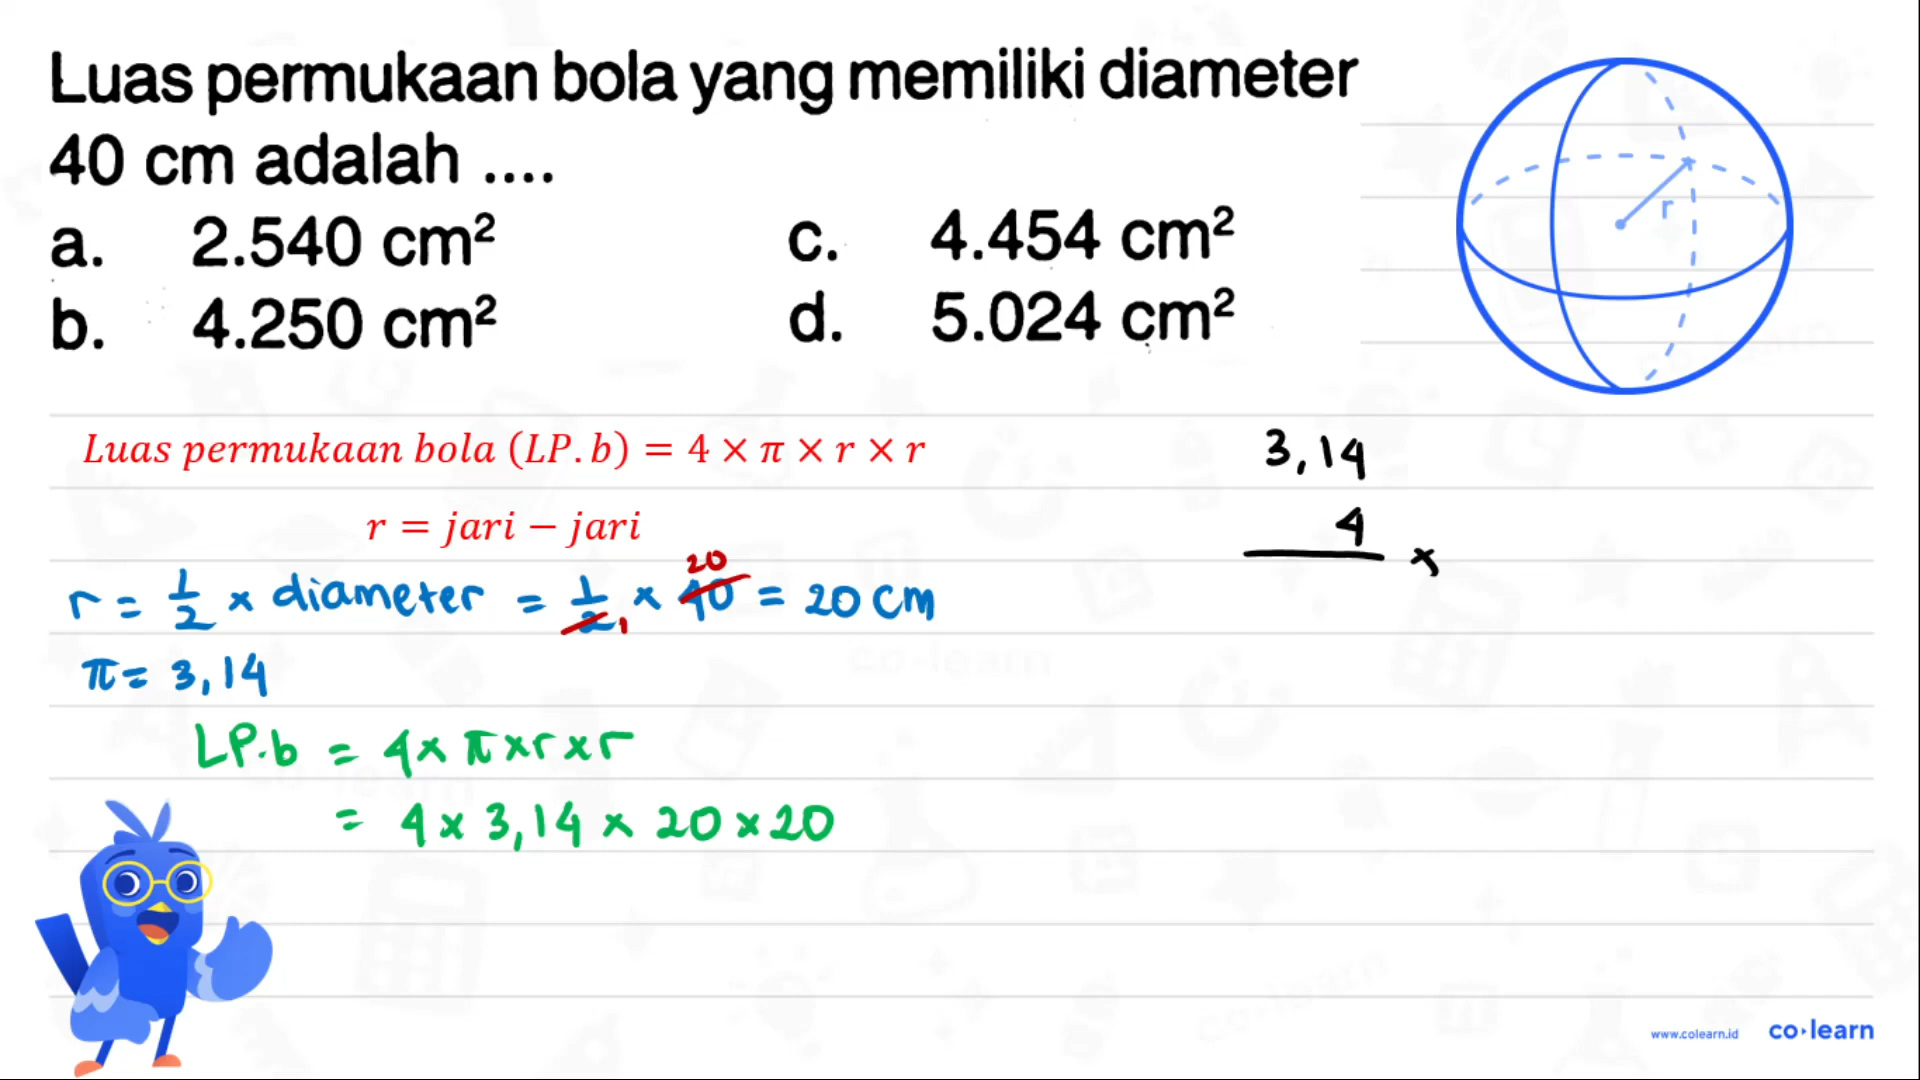 Luas permukaan bola yang memiliki diameter
40 cm adalah ....
a. 2.540 cm² c. 4.454 cm²
b. 4.250 cm² d. 5.024 cm²
r
Luas permukaan bola (LP.b) = 4 × π × r × r
r = jari − jari
r = 1/2 × diameter = 1/2 1 × 40 20 = 20 cm
π = 3,14
LP.b = 4 × π × r × r
= 4 × 3,14 × 20 × 20
3,14
4
×
www.colearn.id co·learn